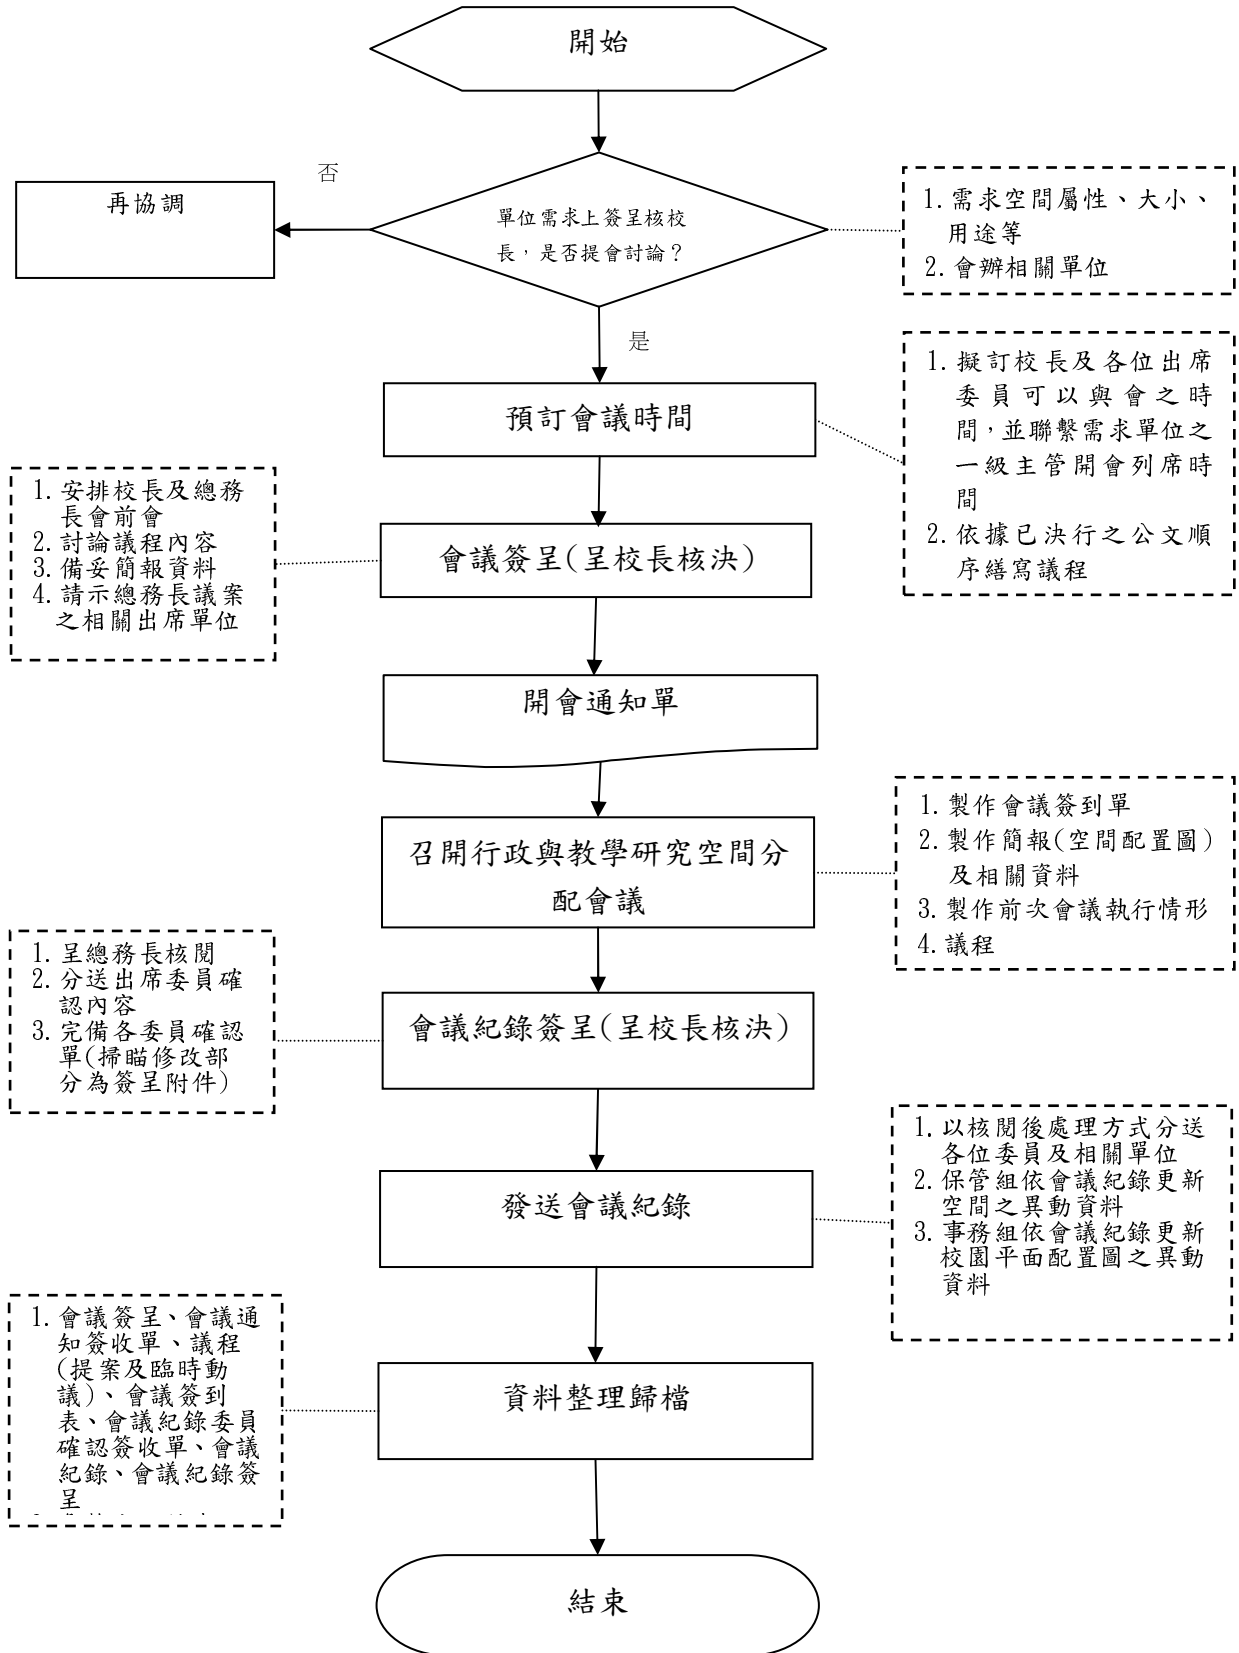 開始
否
再協調
單位需求上簽呈核校
長，是否提會討論？
1. 需求空間屬性、大小、
用途等
2. 會辦相關單位
是
預訂會議時間
1. 擬訂校長及各位出席
委員可以與會之時
間，並聯繫需求單位之
一級主管開會列席時
間
2. 依據已決行之公文順
序繕寫議程
1. 安排校長及總務
長會前會
2. 討論議程內容
3. 備妥簡報資料
4. 請示總務長議案
之相關出席單位
會議簽呈(呈校長核決)
開會通知單
召開行政與教學研究空間分
配會議
1. 製作會議簽到單
2. 製作簡報(空間配置圖)
及相關資料
3. 製作前次會議執行情形
4. 議程
1. 呈總務長核閱
2. 分送出席委員確
認內容
3. 完備各委員確認
單(掃瞄修改部
分為簽呈附件)
會議紀錄簽呈(呈校長核決)
發送會議紀錄
1. 以核閱後處理方式分送
各位委員及相關單位
2. 保管組依會議紀錄更新
空間之異動資料
3. 事務組依會議紀錄更新
校園平面配置圖之異動
資料
1. 會議簽呈、會議通
知簽收單、議程
(提案及臨時動
議)、會議簽到
表、會議紀錄委員
確認簽收單、會議
紀錄、會議紀錄簽
呈
資料整理歸檔
結束